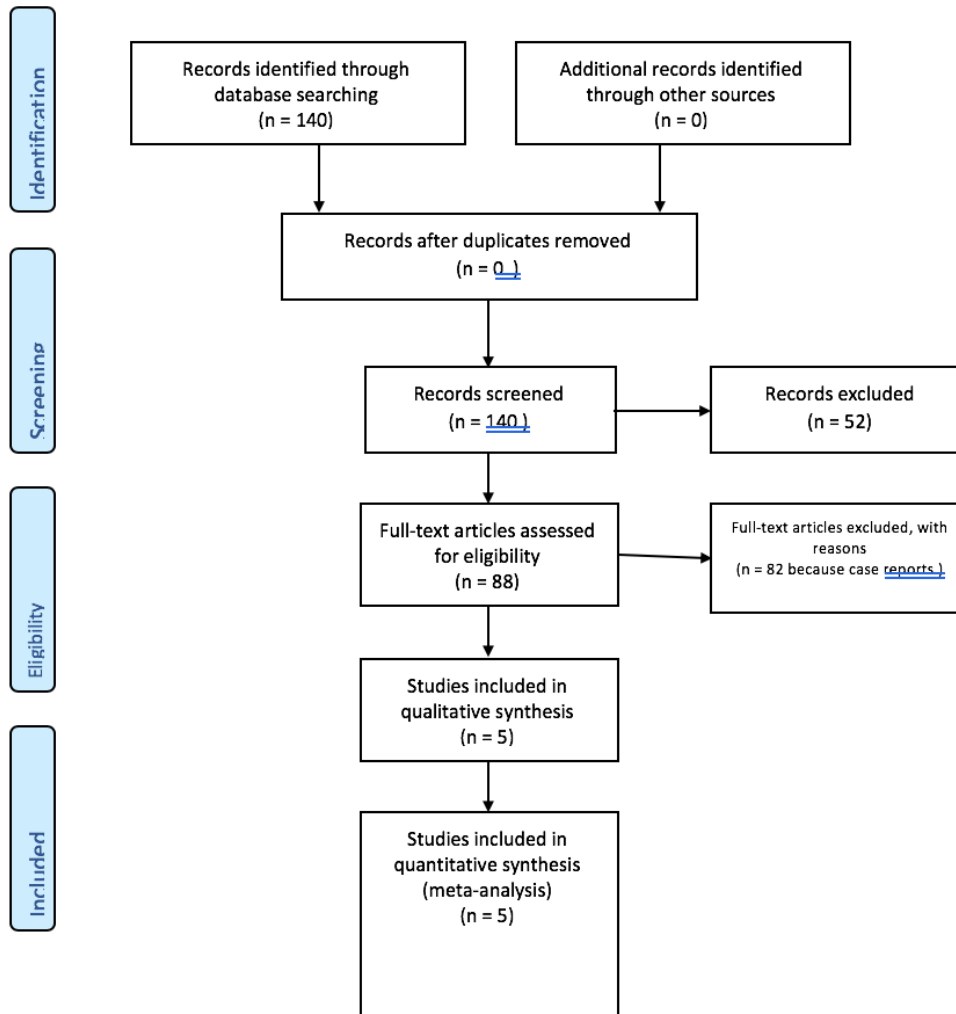 Identification
Records identified through
database searching
(n = 140)
Additional records identified
through other sources
(n = 0)
Records after duplicates removed
(n = 0 )
Screening
Records screened
(n = 140 )
Records excluded
(n = 52)
Eligibility
Full-text articles assessed
for eligibility
(n = 88)
Full-text articles excluded, with
reasons
(n = 82 because case reports )
Studies included in
qualitative synthesis
(n = 5)
Included
Studies included in
quantitative synthesis
(meta-analysis)
(n = 5)